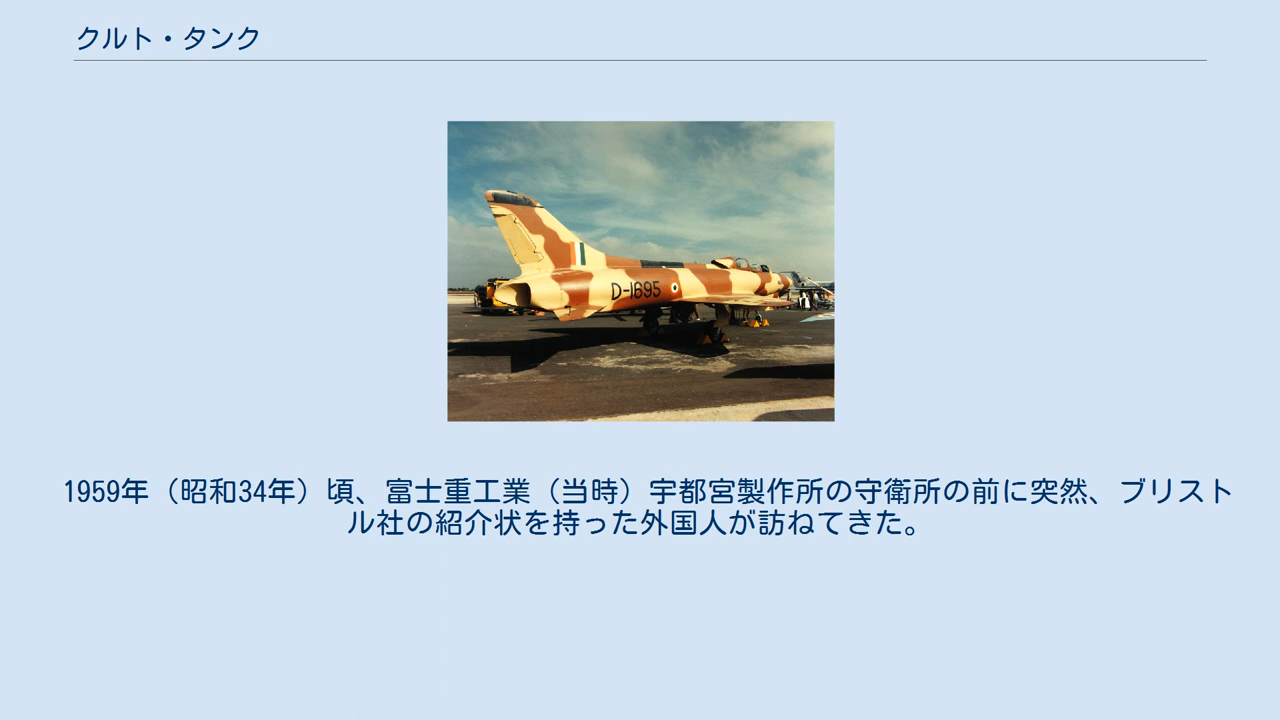 クルト・タンク
D-1695
1959年（昭和34年）頃、富士重工業（当時）宇都宮製作所の守衛所の前に突然、ブリスト
ル社の紹介状を持った外国人が訪ねてきた。